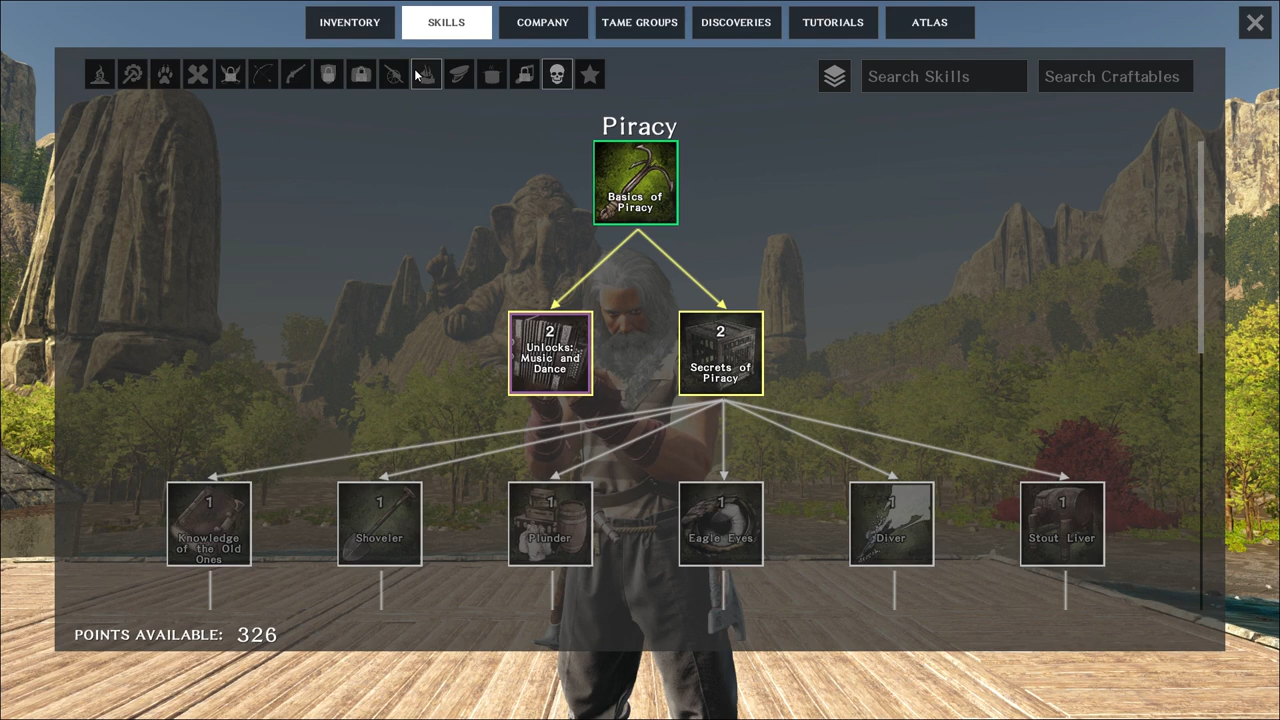 INVENTORY
SKILLS
COMPANY
TAME GROUPS
DISCOVERIES
TUTORIALS
ATLAS
Search Skills
Search Craftables
Piracy
Basics of
Piracy
2
Unlocks:
Music and
Dance
2
Secrets of
Piracy
1
Knowledge
of the Old
Ones
1
Shoveler
1
Plunder
1
Eagle Eyes
1
Diver
1
Stout Liver
POINTS AVAILABLE: 326